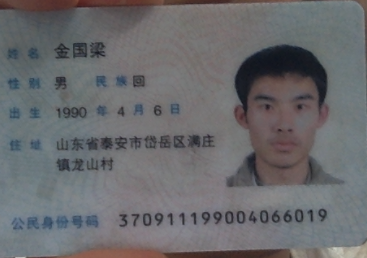 姓名 金国梁
性别 男 民族 回
出生 1990 年 4 月 6 日
住址 山东省泰安市岱岳区满庄
镇龙山村
公民身份号码 370911199004066019